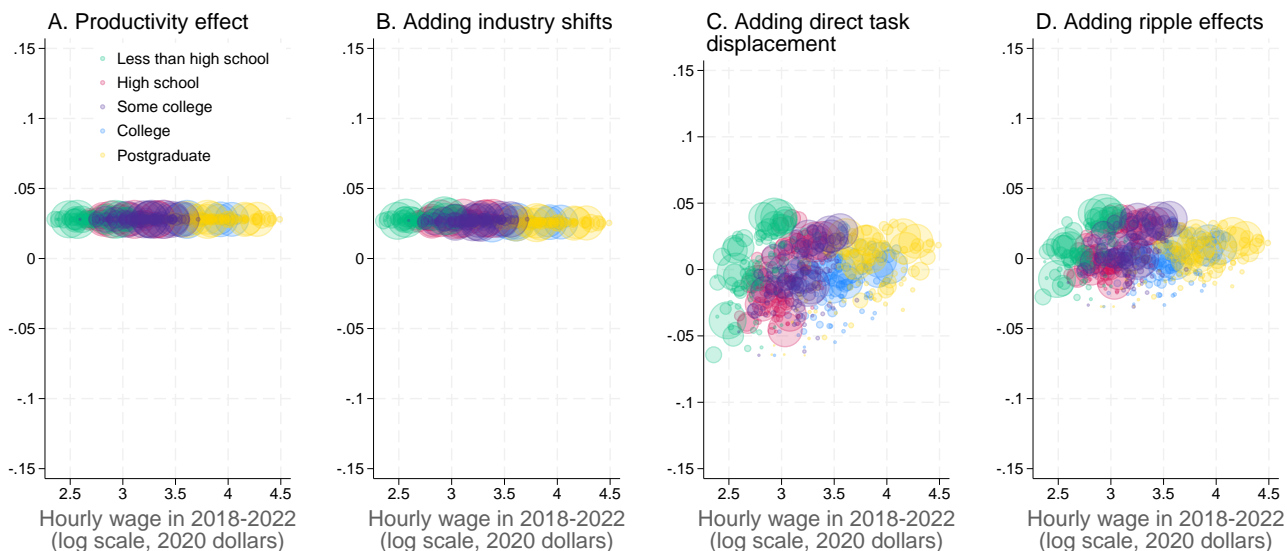 A. Productivity effect
.15
.1
.05
0
-.05
-.1
-.15
Less than high school
High school
Some college
College
Postgraduate
2.5 3 3.5 4 4.5
Hourly wage in 2018-2022
(log scale, 2020 dollars)
B. Adding industry shifts
.15
.1
.05
0
-.05
-.1
-.15
2.5 3 3.5 4 4.5
Hourly wage in 2018-2022
(log scale, 2020 dollars)
C. Adding direct task
displacement
.15
.1
.05
0
-.05
-.1
-.15
2.5 3 3.5 4 4.5
Hourly wage in 2018-2022
(log scale, 2020 dollars)
D. Adding ripple effects
.15
.1
.05
0
-.05
-.1
-.15
2.5 3 3.5 4 4.5
Hourly wage in 2018-2022
(log scale, 2020 dollars)